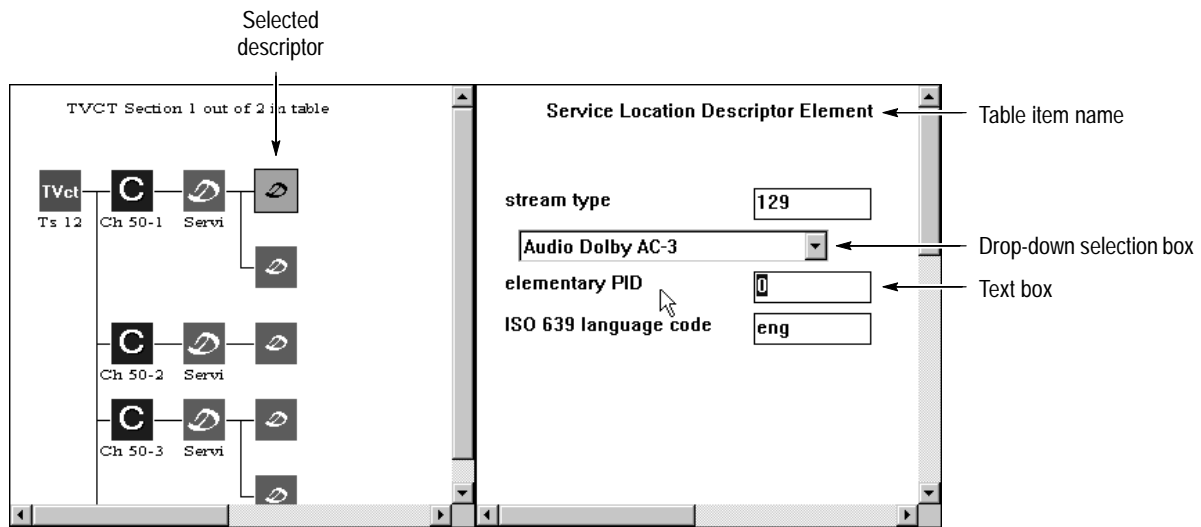 Selected
descriptor
TVCT Section 1 out of 2 in table
TVct
Ts 12
C
Ch 50-1
D
Servi
D
D
C
Ch 50-2
D
Servi
D
C
Ch 50-3
D
Servi
D
D
Service Location Descriptor Element
Table item name
stream type
129
Audio Dolby AC-3
Drop-down selection box
elementary PID
0
Text box
ISO 639 language code
eng